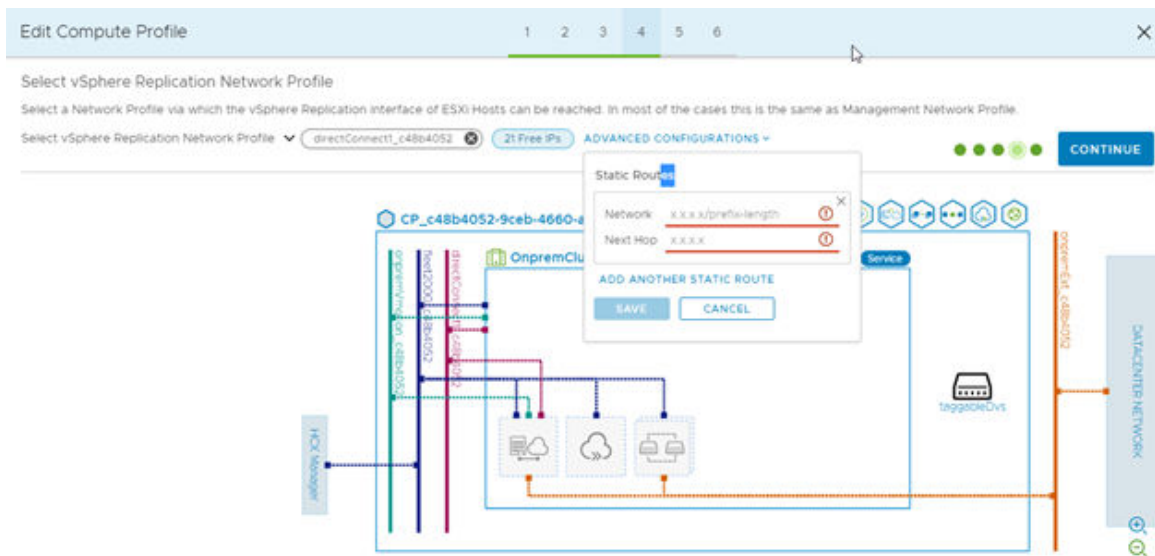 Edit Compute Profile
1 2 3 4 5 6
Select vSphere Replication Network Profile
Select a Network Profile via which the vSphere Replication Interface of ESXi Hosts can be reached. In most of the cases this is the same as Management Network Profile.
Select vSphere Replication Network Profile directConnect1_c48b4052 21 Free IPs ADVANCED CONFIGURATIONS
CONTINUE
Static Routes
Network x.x.x.x/prefix-length
Next Hop x.x.x.x
ADD ANOTHER STATIC ROUTE
SAVE CANCEL
CP_c48b4052-9ceb-4660-a
OnpremClu
Service
onpremVmotion_c48b4052
fleet2000_c48b4052
directConnect1_c48b4052
onpremExt_c48b4052
taggableDvs
HCX Manager
DATACENTER NETWORK